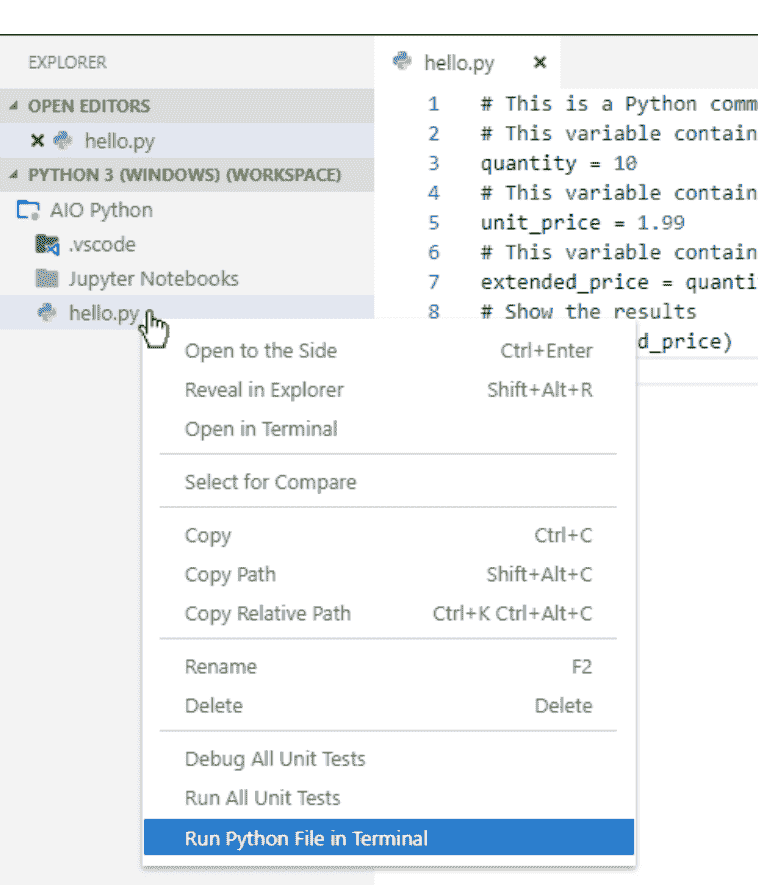 EXPLORER
OPEN EDITORS
hello.py
PYTHON 3 (WINDOWS) (WORKSPACE)
AIO Python
.vscode
Jupyter Notebooks
hello.py
hello.py
1 # This is a Python comm
2 # This variable contain
3 quantity = 10
4 # This variable contain
5 unit_price = 1.99
6 # This variable contain
7 extended_price = quanti
8 # Show the results
d_price)
Open to the Side Ctrl+Enter
Reveal in Explorer Shift+Alt+R
Open in Terminal
Select for Compare
Copy Ctrl+C
Copy Path Shift+Alt+C
Copy Relative Path Ctrl+K Ctrl+Alt+C
Rename F2
Delete Delete
Debug All Unit Tests
Run All Unit Tests
Run Python File in Terminal